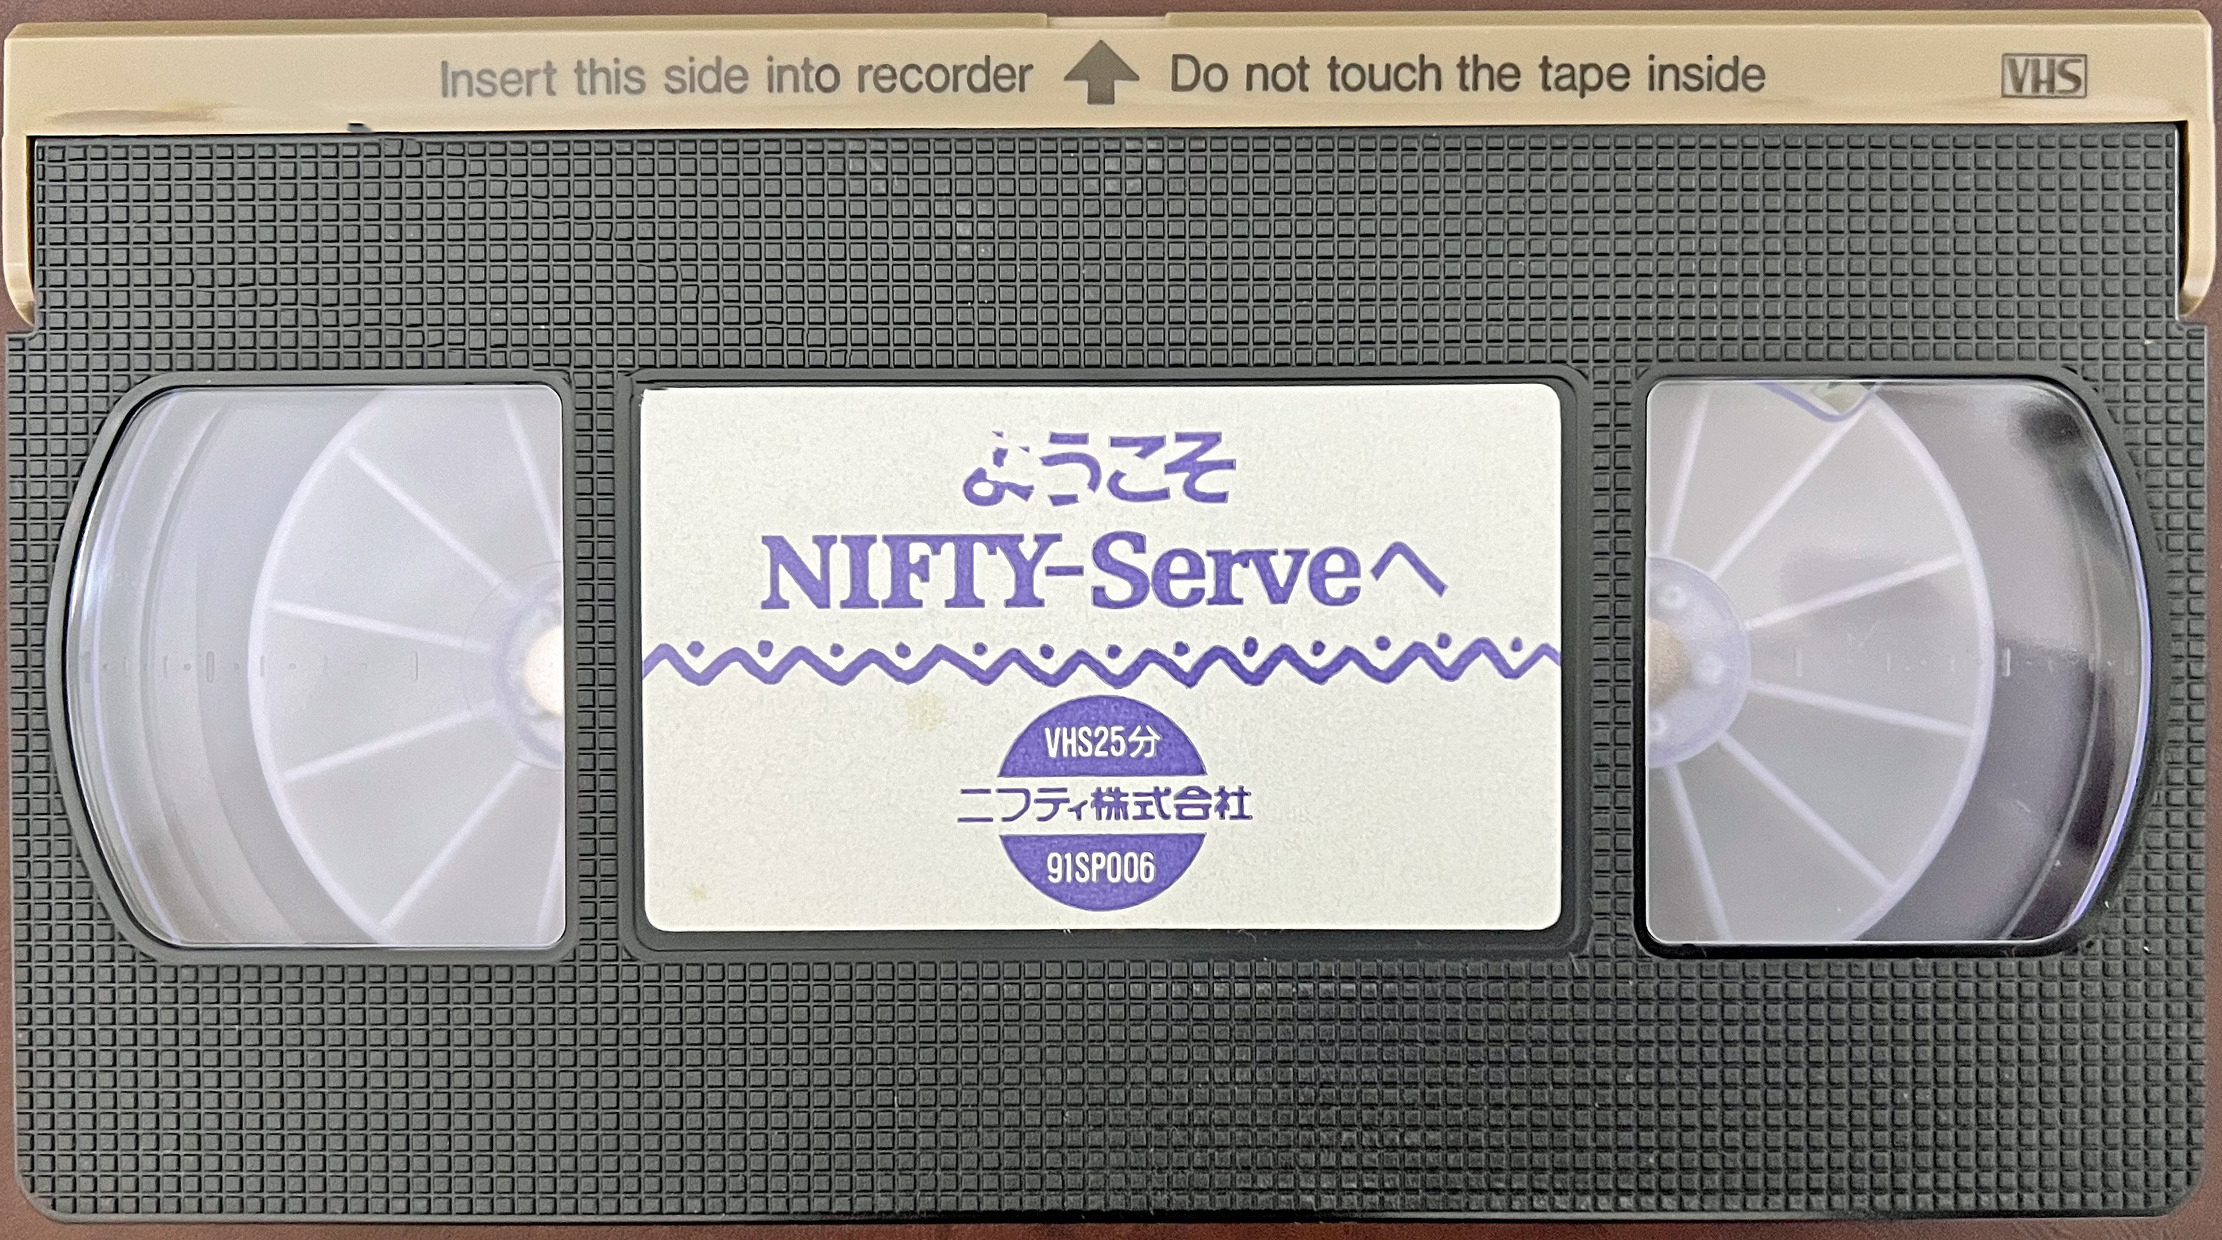 Insert this side into recorder ↑ Do not touch the tape inside VHS
ようこそ
NIFTY-Serveへ
VHS25分
ニフティ株式会社
91SP006